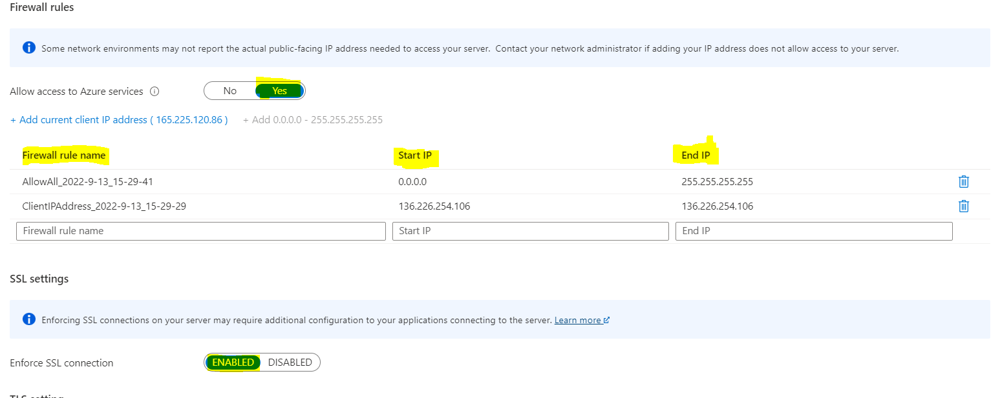 Firewall rules
Some network environments may not report the actual public-facing IP address needed to access your server. Contact your network administrator if adding your IP address does not allow access to your server.
Allow access to Azure services No Yes
+ Add current client IP address ( 165.225.120.86 ) + Add 0.0.0.0 - 255.255.255.255
Firewall rule name Start IP End IP
AllowAll_2022-9-13_15-29-41 0.0.0.0 255.255.255.255
ClientIPAddress_2022-9-13_15-29-29 136.226.254.106 136.226.254.106
Firewall rule name Start IP End IP
SSL settings
Enforcing SSL connections on your server may require additional configuration to your applications connecting to the server. Learn more
Enforce SSL connection ENABLED DISABLED
TLS setting